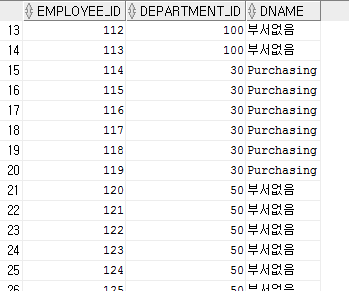 EMPLOYEE_ID DEPARTMENT_ID DNAME
13 112 100 부서없음
14 113 100 부서없음
15 114 30 Purchasing
16 115 30 Purchasing
17 116 30 Purchasing
18 117 30 Purchasing
19 118 30 Purchasing
20 119 30 Purchasing
21 120 50 부서없음
22 121 50 부서없음
23 122 50 부서없음
24 123 50 부서없음
25 124 50 부서없음
26 125 50 부서없음